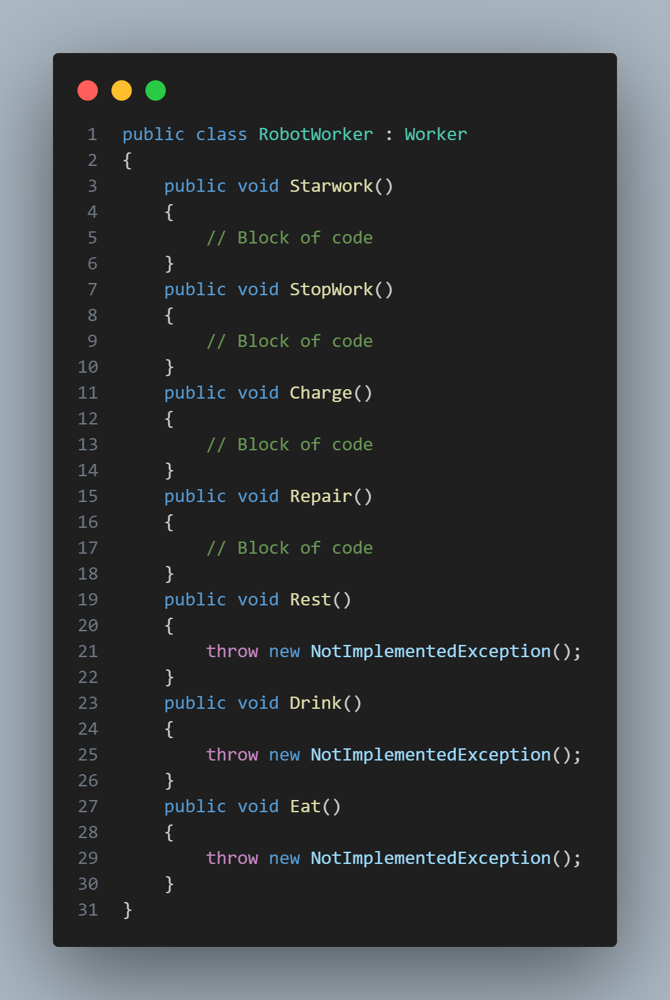 1 public class RobotWorker : Worker
2 {
3     public void Starwork()
4     {
5         // Block of code
6     }
7     public void StopWork()
8     {
9         // Block of code
10     }
11     public void Charge()
12     {
13         // Block of code
14     }
15     public void Repair()
16     {
17         // Block of code
18     }
19     public void Rest()
20     {
21         throw new NotImplementedException();
22     }
23     public void Drink()
24     {
25         throw new NotImplementedException();
26     }
27     public void Eat()
28     {
29         throw new NotImplementedException();
30     }
31 }